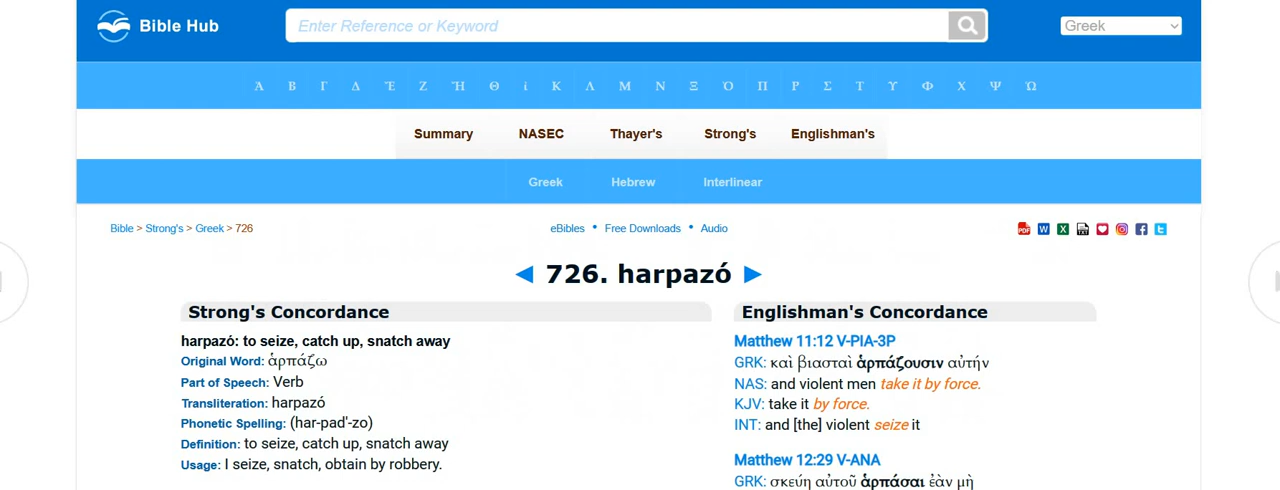 Bible Hub
Enter Reference or Keyword
Greek
Ἀ Β Γ Δ Ἐ Ζ Ἡ Θ ἰ Κ Λ Μ Ν Ξ Ὀ Π Ρ Σ Τ Υ Φ Χ Ψ Ὠ
Summary NASEC Thayer's Strong's Englishman's
Greek Hebrew Interlinear
Bible > Strong's > Greek > 726
eBibles • Free Downloads • Audio
◄ 726. harpazó ►
Strong's Concordance
harpazó: to seize, catch up, snatch away
Original Word: ἁρπάζω
Part of Speech: Verb
Transliteration: harpazó
Phonetic Spelling: (har-pad'-zo)
Definition: to seize, catch up, snatch away
Usage: I seize, snatch, obtain by robbery.
Englishman's Concordance
Matthew 11:12 V-PIA-3P
GRK: καὶ βιασταὶ ἁρπάζουσιν αὐτήν
NAS: and violent men take it by force.
KJV: take it by force.
INT: and [the] violent seize it
Matthew 12:29 V-ANA
GRK: σκεύη αὐτοῦ ἁρπάσαι ἐὰν μὴ